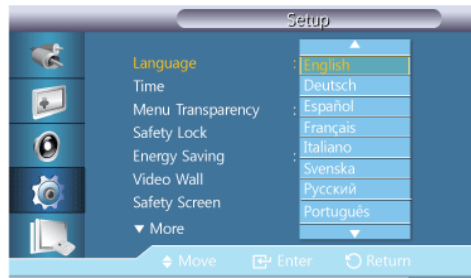 Setup
Language : English
Time Deutsch
Menu Transparency : Español
Safety Lock Français
Energy Saving : Italiano
Video Wall Svenska
Safety Screen Русский
▼ More Português
Move Enter Return